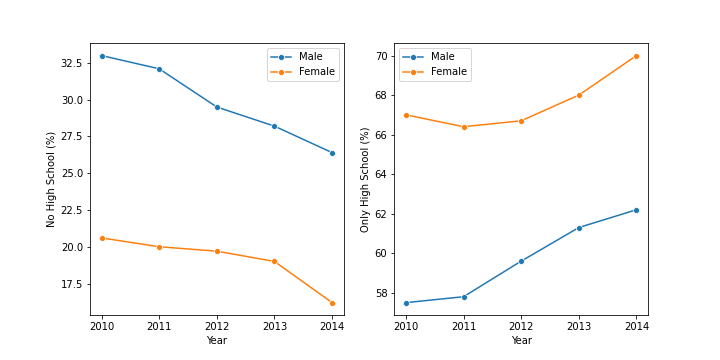 No High School (%)
32.5
30.0
27.5
25.0
22.5
20.0
17.5
Male
Female
2010 2011 2012 2013 2014
Year
Only High School (%)
70
68
66
64
62
60
58
Male
Female
2010 2011 2012 2013 2014
Year